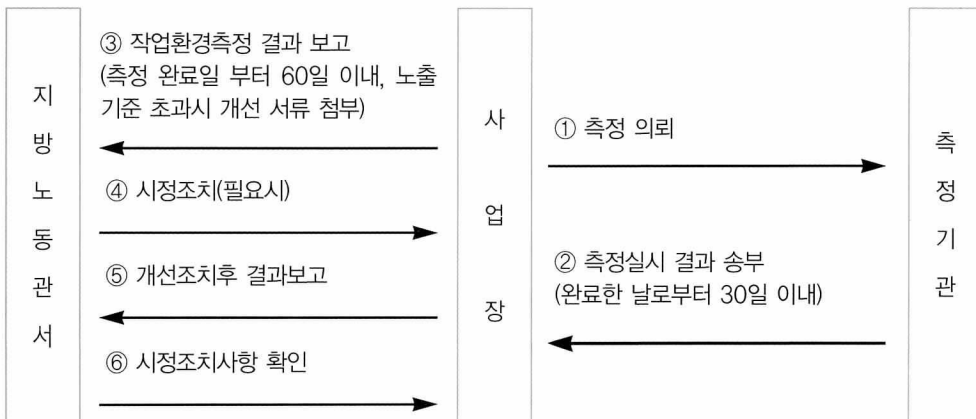 지방노동관서
③ 작업환경측정 결과 보고
(측정 완료일 부터 60일 이내, 노출
기준 초과시 개선 서류 첨부)
④ 시정조치(필요시)
⑤ 개선조치후 결과보고
⑥ 시정조치사항 확인
사업장
① 측정 의뢰
② 측정실시 결과 송부
(완료한 날로부터 30일 이내)
측정기관